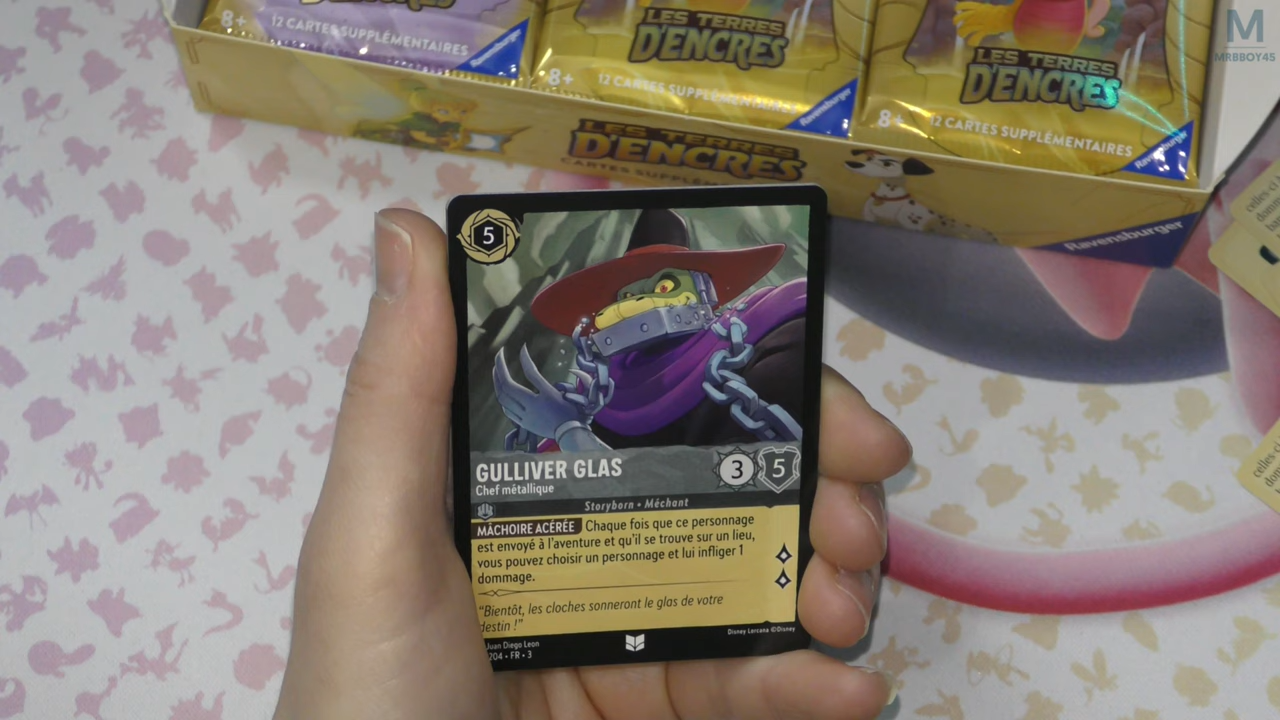 D'ENCRES
8+ 12 CARTES SUPPLÉMENTAIRES
Ravensburger
LES TERRES
D'ENCRES
8+ 12 CARTES SUPPLÉMENTAIRES
Ravensburger
LES TERRES
D'ENCRES
8+ 12 CARTES SUPPLÉMENTAIRES
Ravensburger
M
MRBBOY45
LES TERRES
D'ENCRES
CARTES
Ravensburger
5
GULLIVER GLAS
Chef métallique
3 5
Storyborn • Méchant
MÂCHOIRE ACÉRÉE Chaque fois que ce personnage
est envoyé à l'aventure et qu'il se trouve sur un lieu,
vous pouvez choisir un personnage et lui infliger 1
dommage.
“Bientôt, les cloches sonneront le glas de votre
destin !”
Juan Diego Leon
204 • FR • 3
Disney Lorcana ©Disney